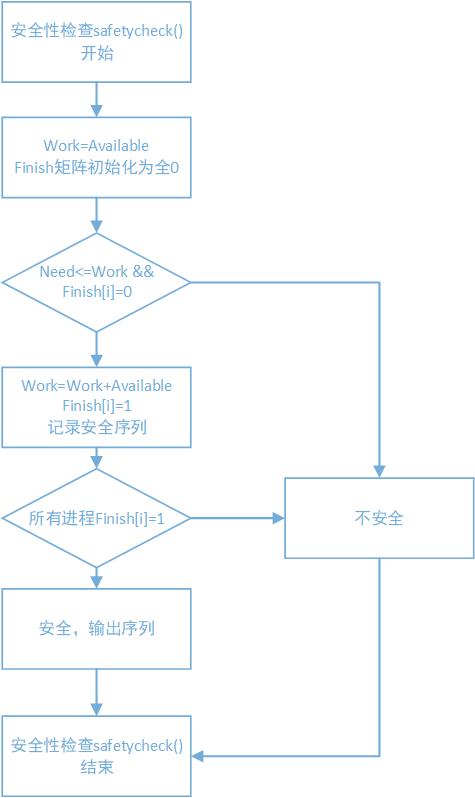 安全性检查safetycheck()
开始
Work=Available
Finish矩阵初始化为全0
Need<=Work &&
Finish[i]=0
Work=Work+Available
Finish[i]=1
记录安全序列
所有进程Finish[i]=1
不安全
安全，输出序列
安全性检查safetycheck()
结束